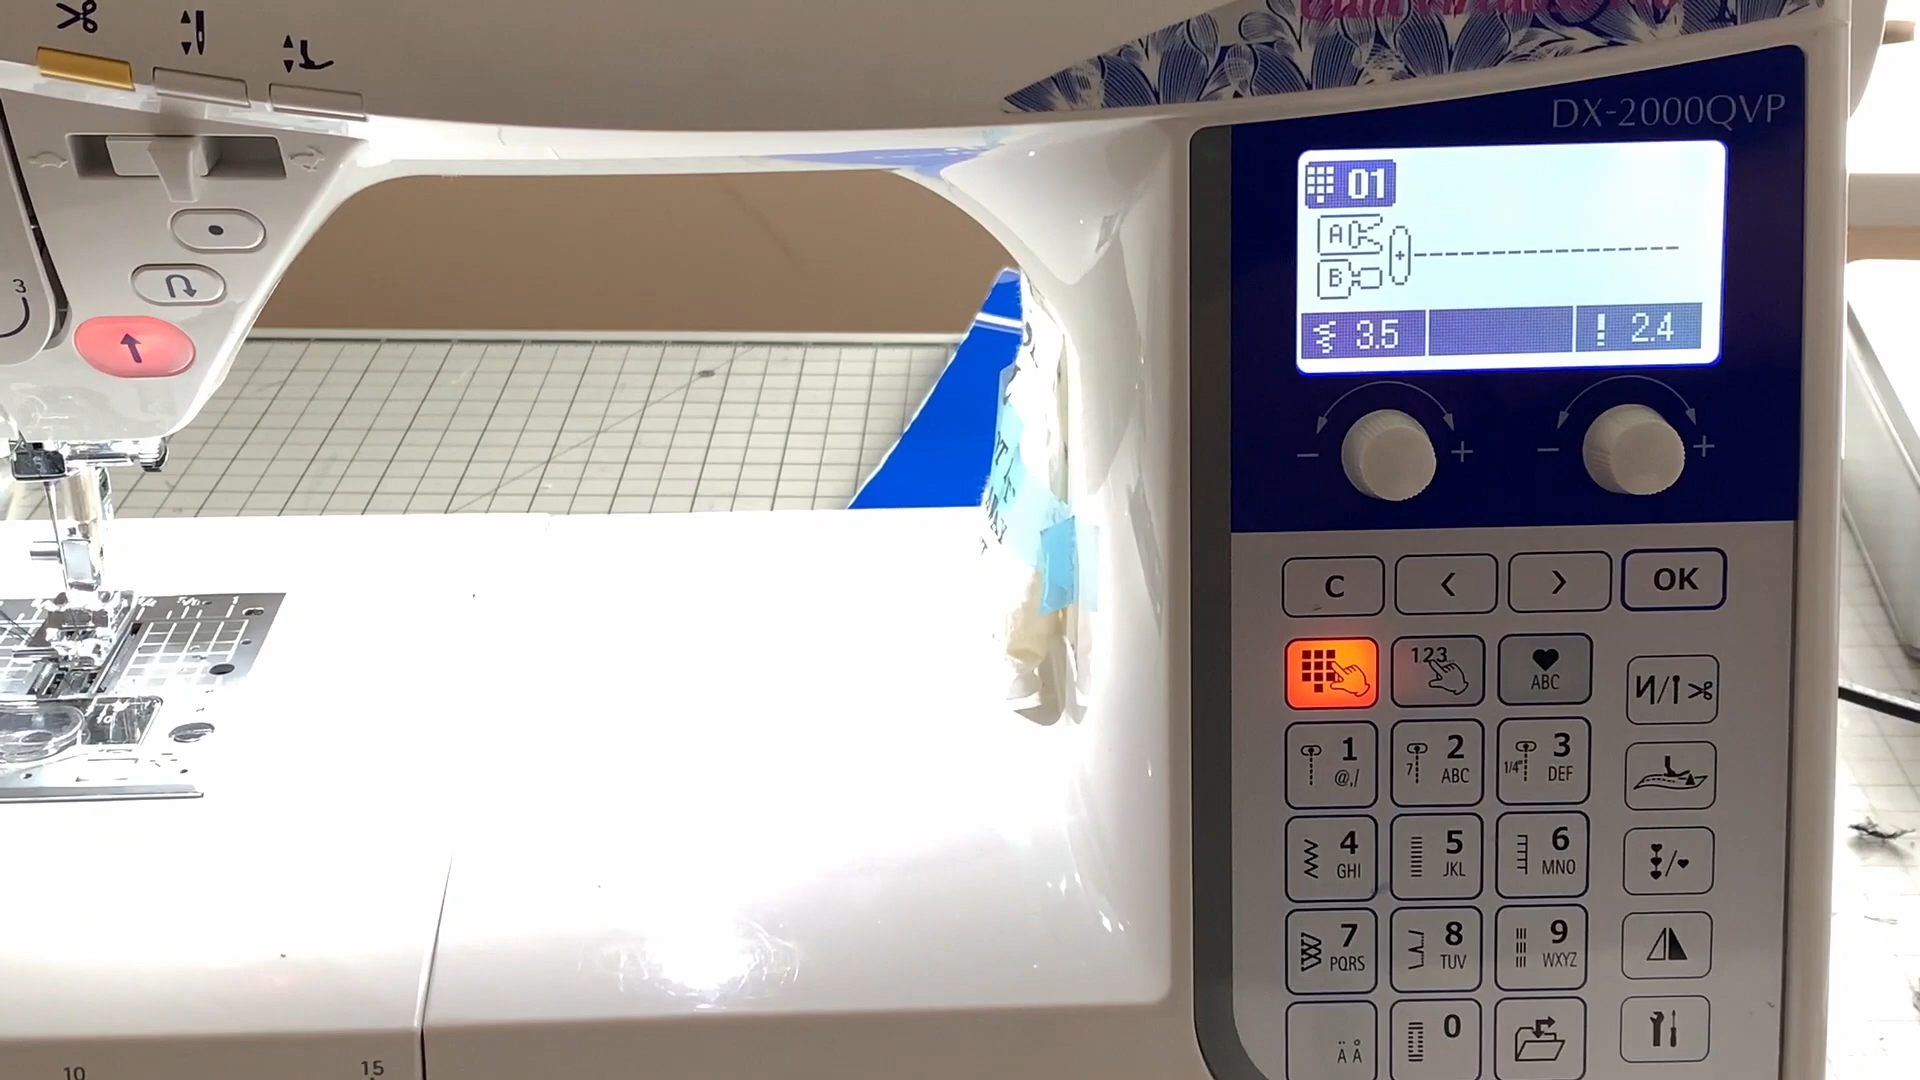 DX-2000QVP
01
A
B
3.5 2.4
3
C < > OK
123
ABC
1 @./
2 ABC
7
3 DEF
1/4"
4 GHI
5 JKL
6 MNO
7 PQRS
8 TUV
9 WXYZ
Ä Å
0
10 15